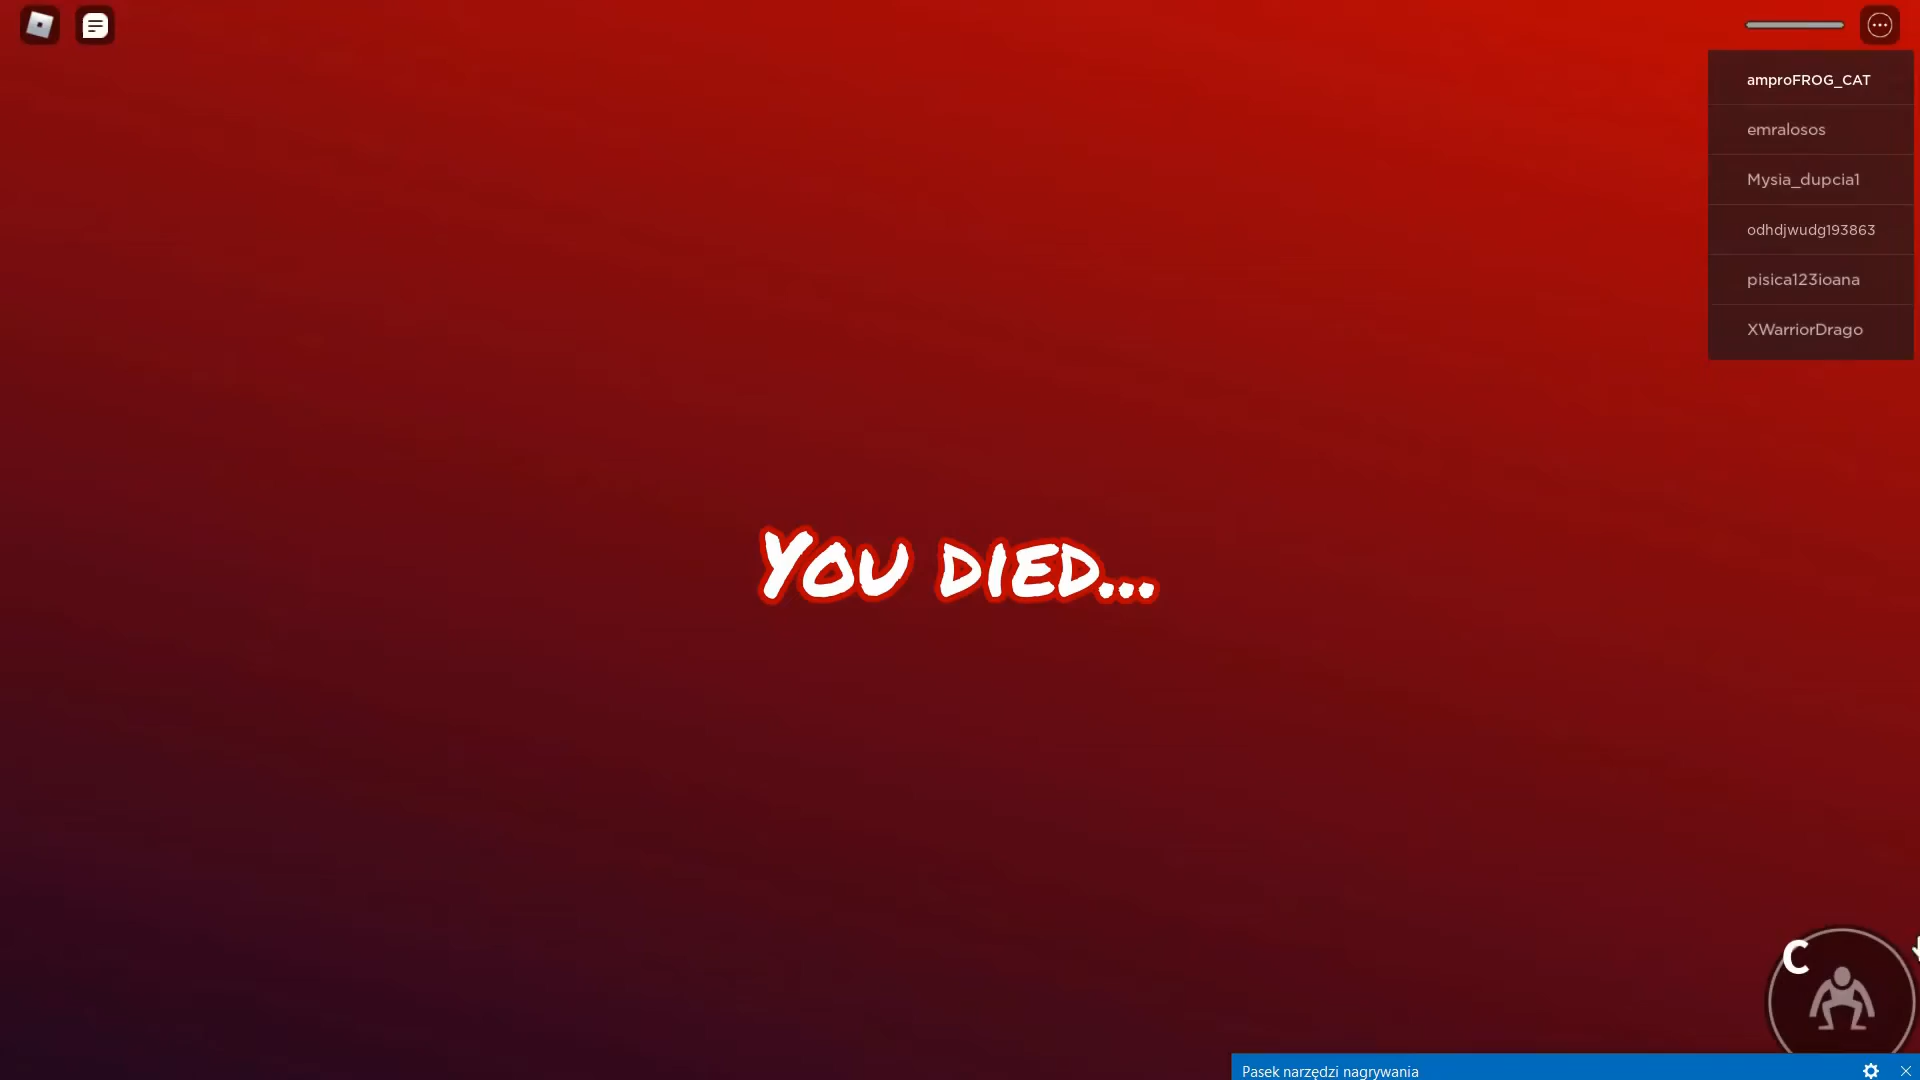 amproFROG_CAT
emralosos
Mysia_dupcia1
odhdjwudg193863
pisica123ioana
XWarriorDrago
You died...
C
Pasek narzędzi nagrywania